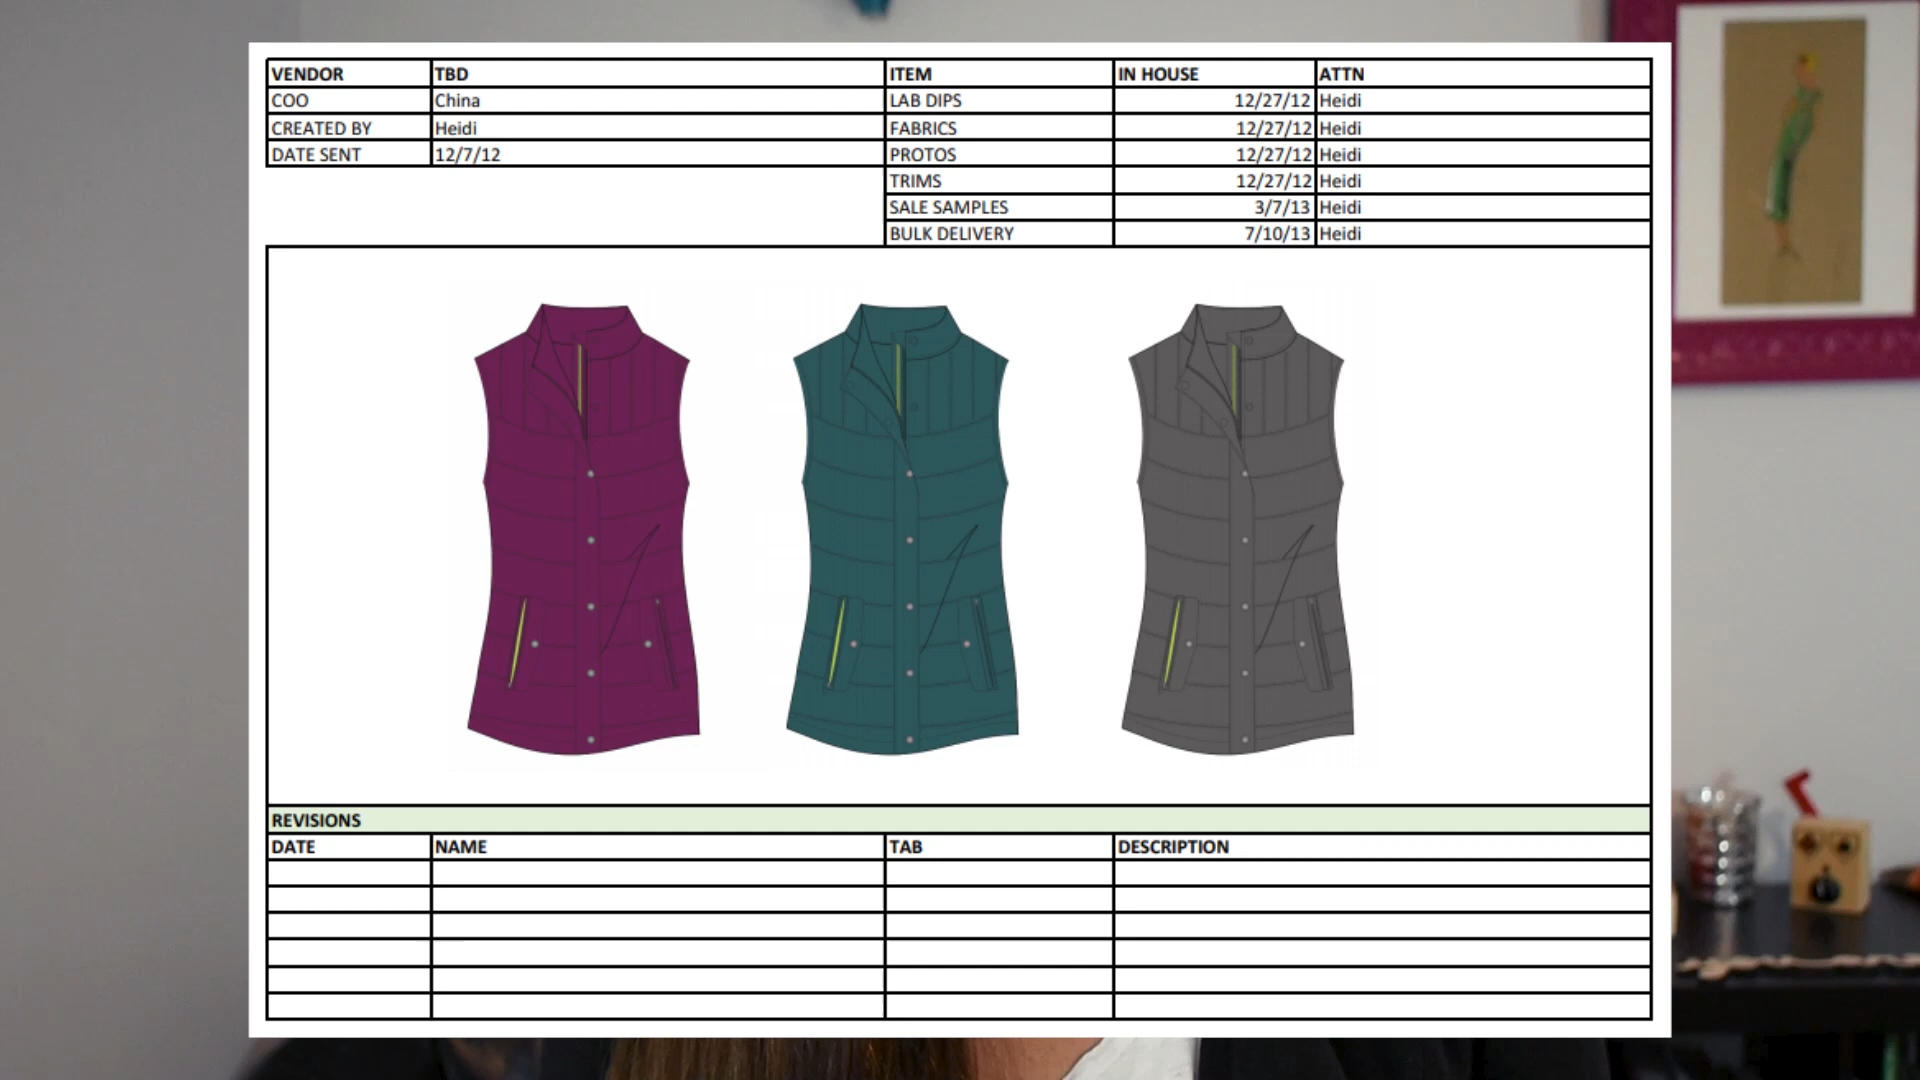 VENDOR TBD ITEM IN HOUSE ATTN
COO China LAB DIPS 12/27/12 Heidi
CREATED BY Heidi FABRICS 12/27/12 Heidi
DATE SENT 12/7/12 PROTOS 12/27/12 Heidi
TRIMS 12/27/12 Heidi
SALE SAMPLES 3/7/13 Heidi
BULK DELIVERY 7/10/13 Heidi
REVISIONS
DATE NAME TAB DESCRIPTION